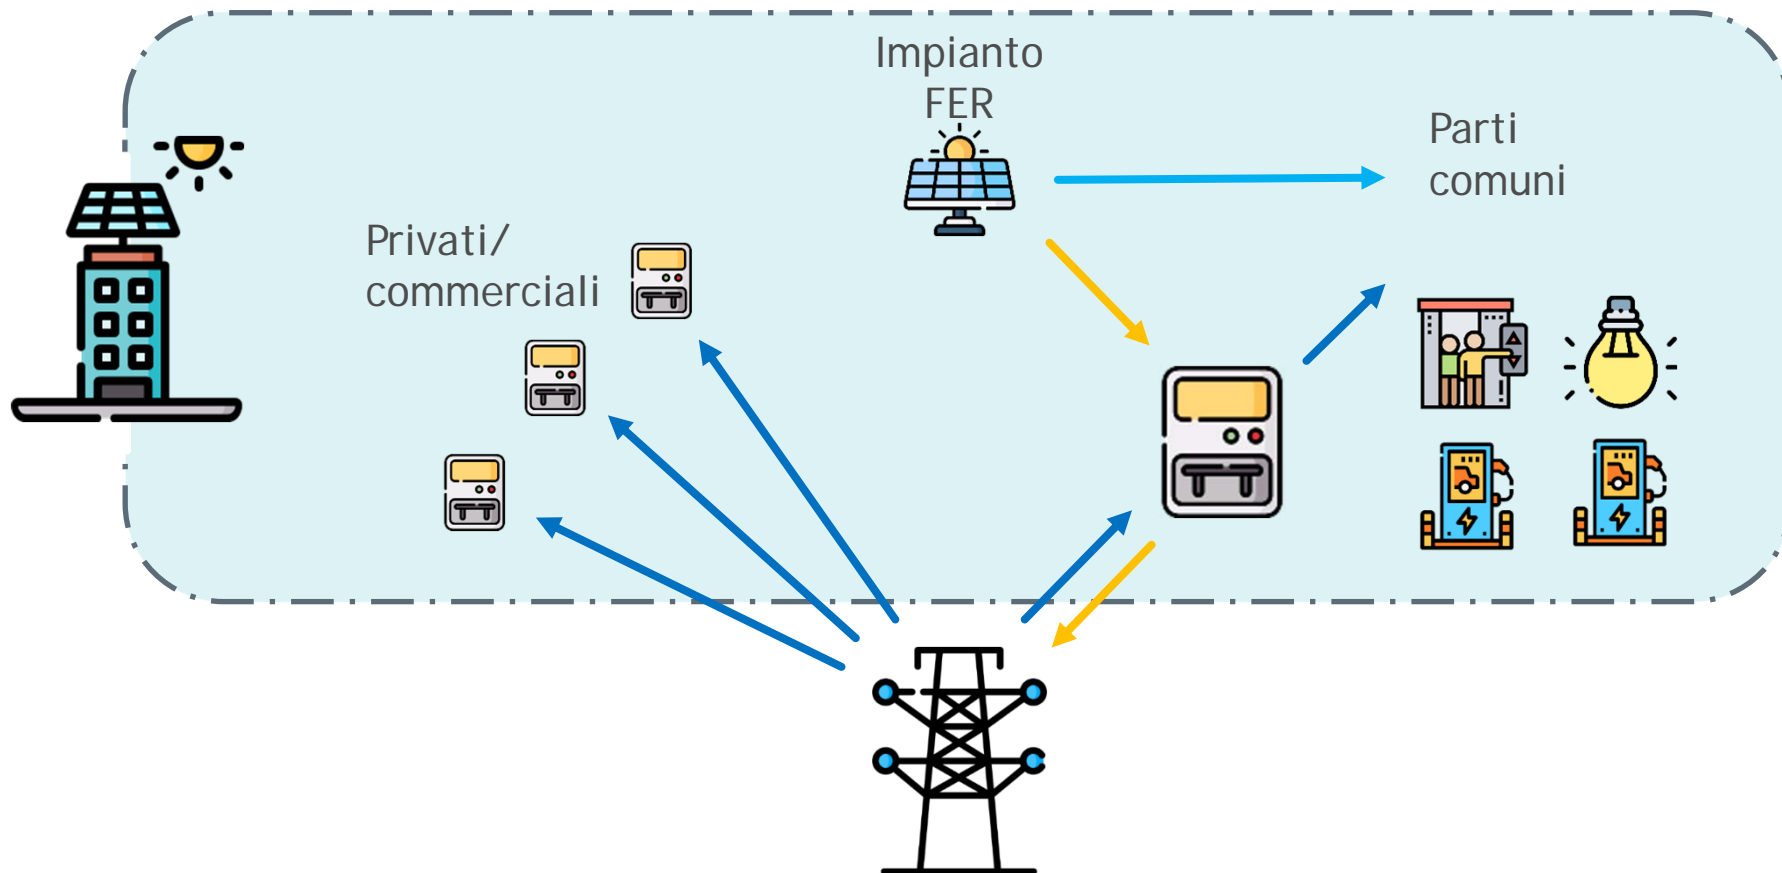 Impianto
FER
Parti
comuni
Privati/
commerciali